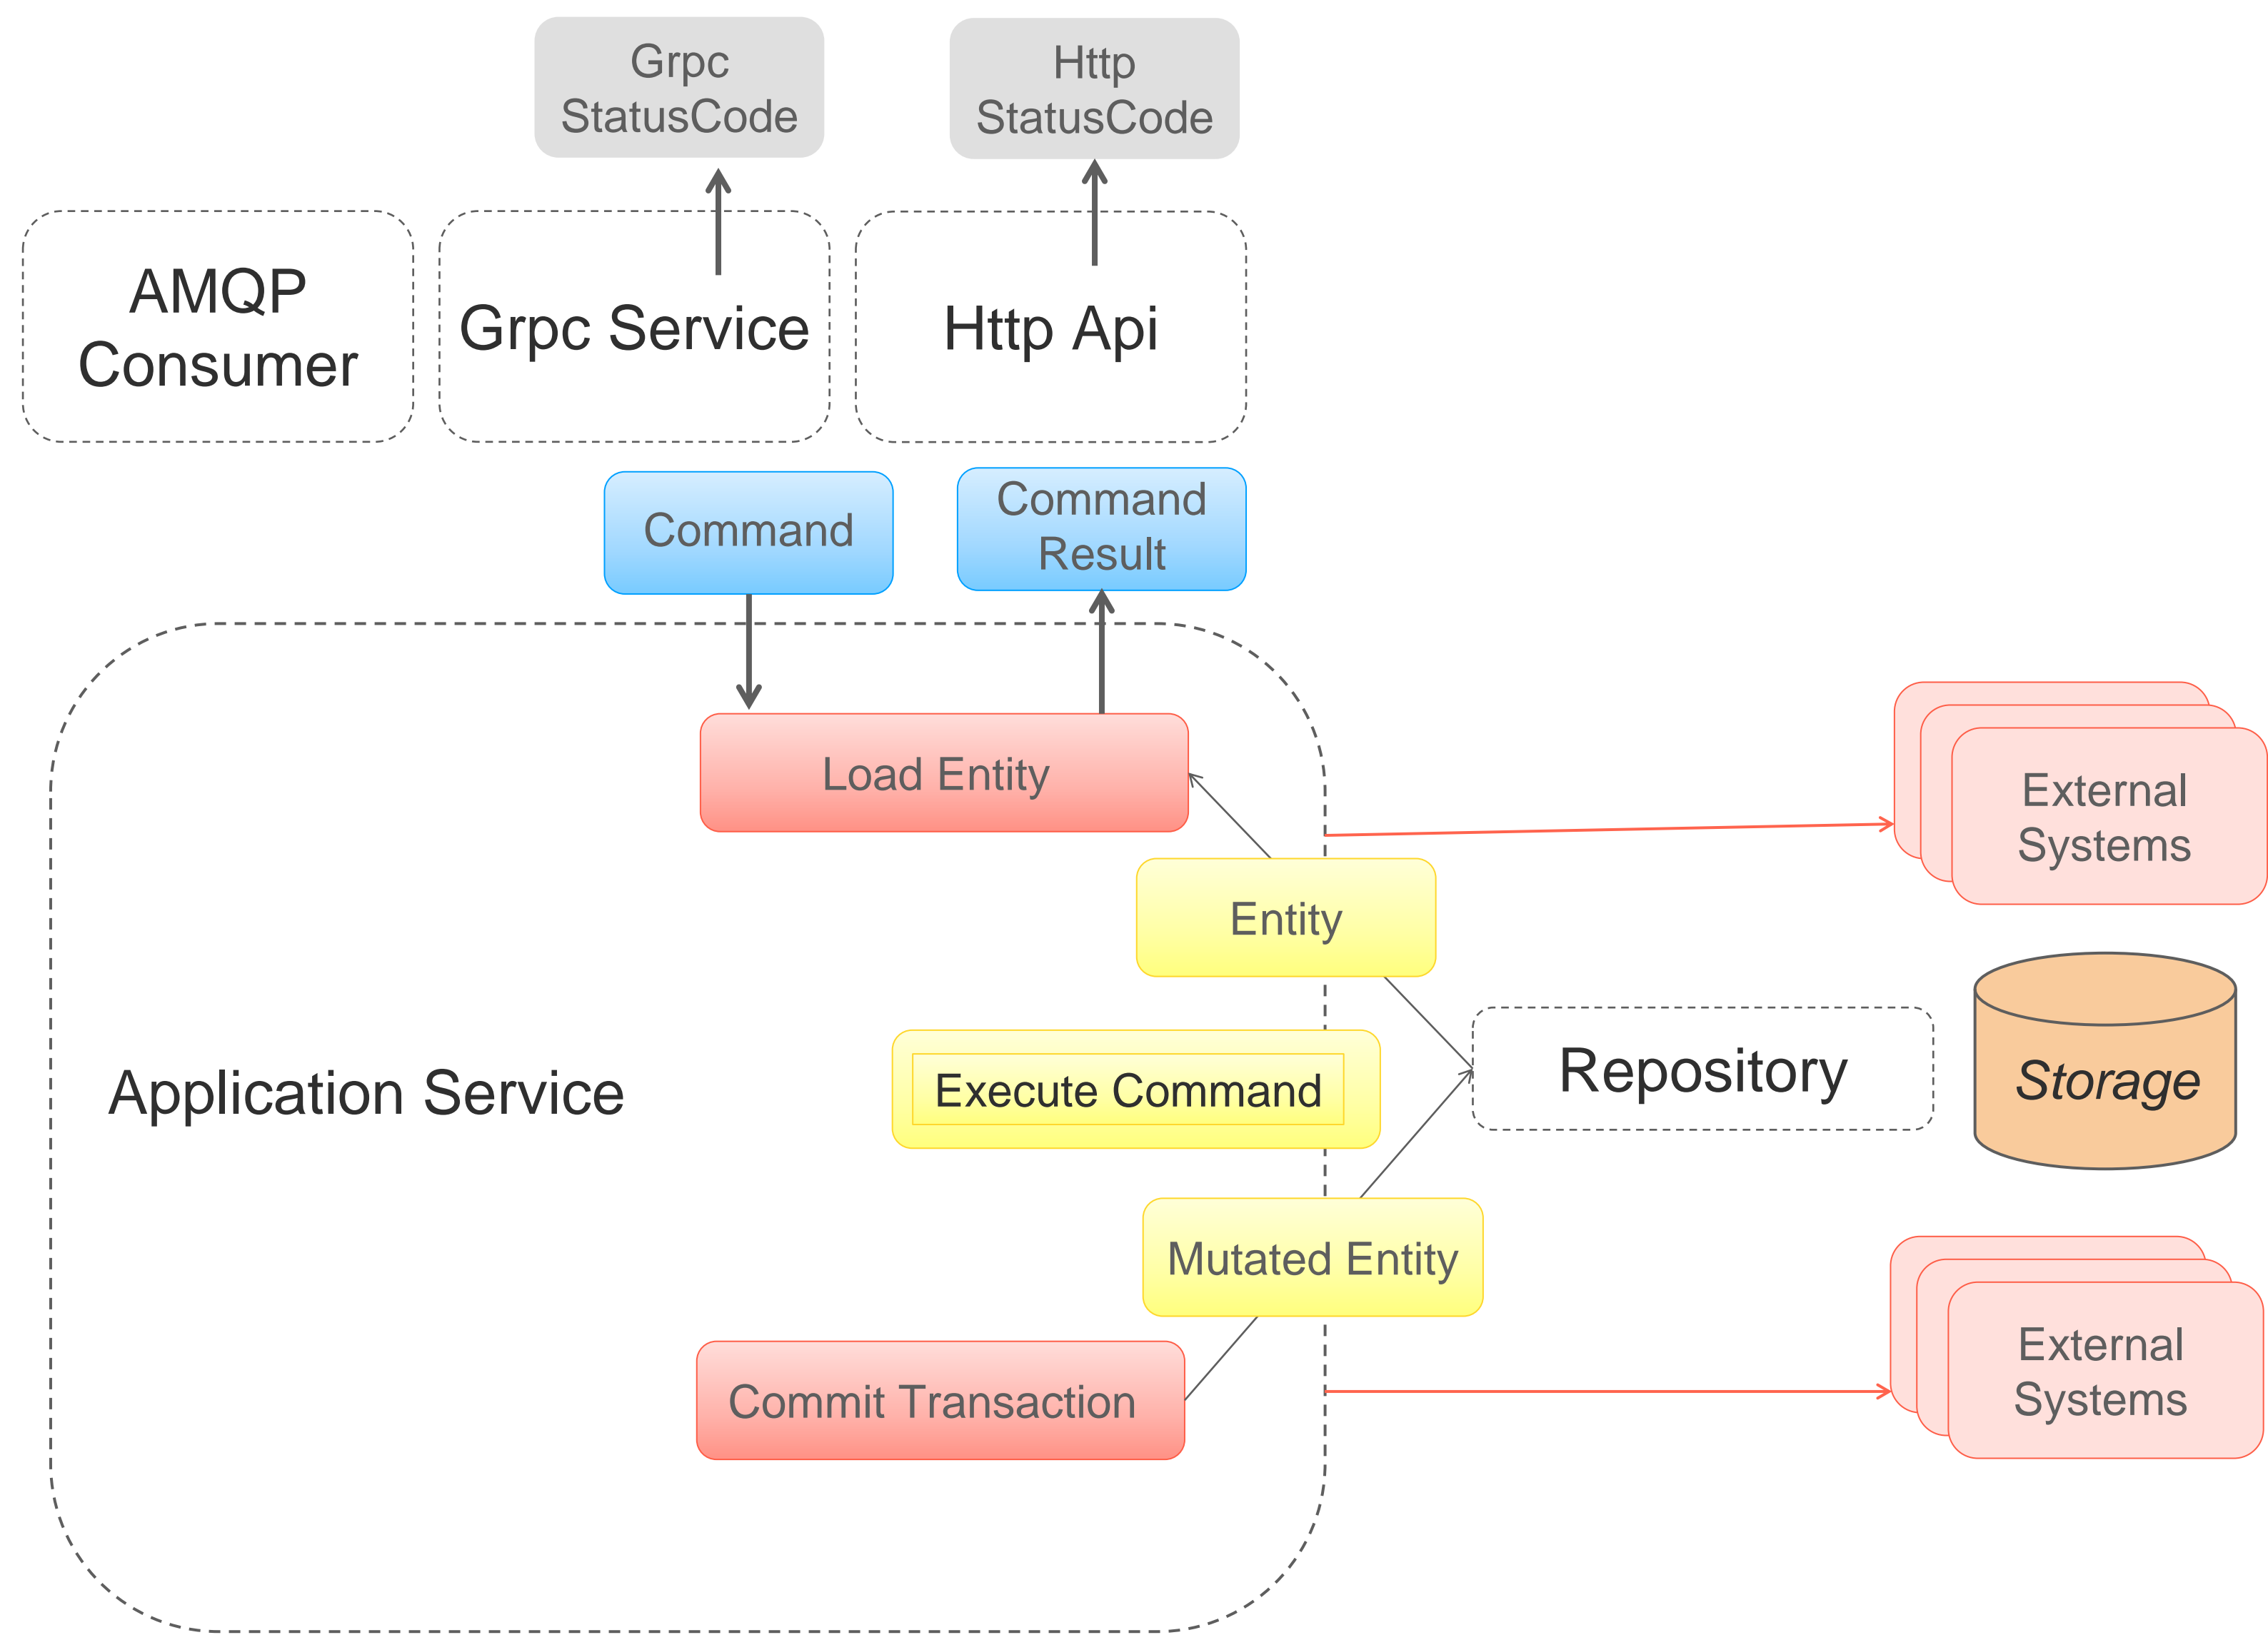 Grpc
StatusCode
Http
StatusCode
AMQP
Consumer
Grpc Service
Http Api
Command
Command
Result
Load Entity
External
Systems
Entity
Application Service
Execute Command
Repository
Storage
Mutated Entity
External
Systems
Commit Transaction